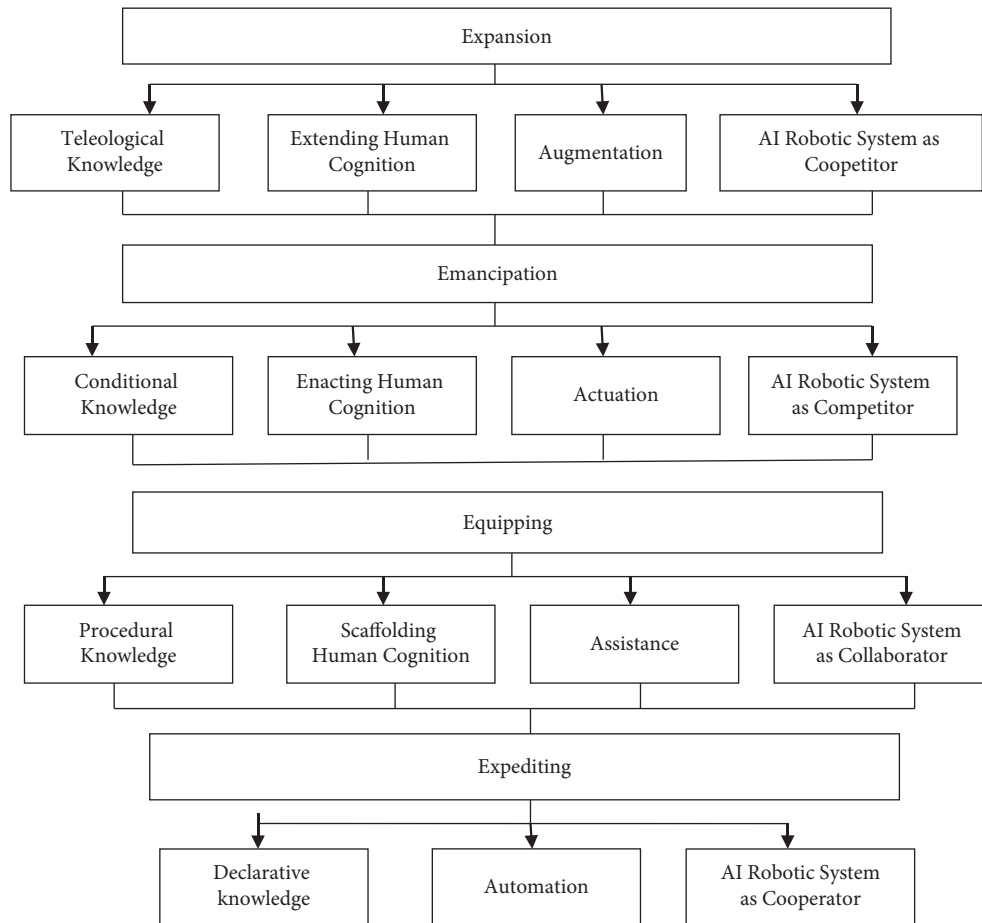 Expansion
Teleological
Knowledge
Extending Human
Cognition
Augmentation
AI Robotic System as
Coopetitor
Emancipation
Conditional
Knowledge
Enacting Human
Cognition
Actuation
AI Robotic System
as Competitor
Equipping
Procedural
Knowledge
Scaffolding
Human Cognition
Assistance
AI Robotic System
as Collaborator
Expediting
Declarative
knowledge
Automation
AI Robotic System
as Cooperator